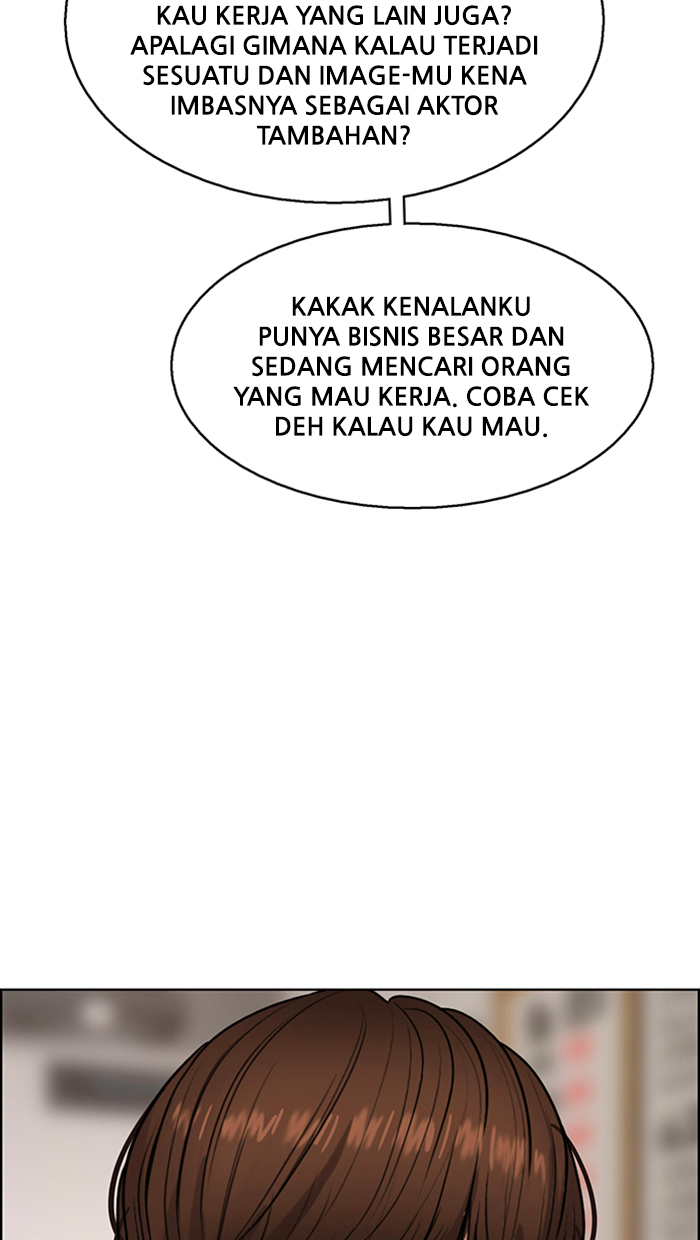 KAU KERJA YANG LAIN JUGA?
APALAGI GIMANA KALAU TERJADI
SESUATU DAN IMAGE-MU KENA
IMBASNYA SEBAGAI AKTOR
TAMBAHAN?
KAKAK KENALANKU
PUNYA BISNIS BESAR DAN
SEDANG MENCARI ORANG
YANG MAU KERJA. COBA CEK
DEH KALAU KAU MAU.